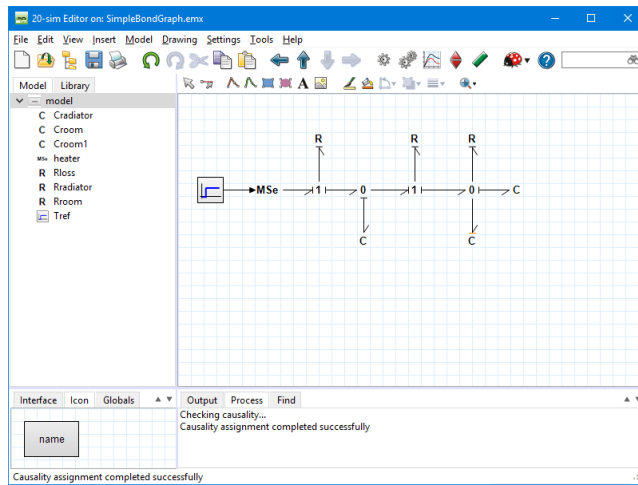 20-sim Editor on: SimpleBondGraph.emx
File Edit View Insert Model Drawing Settings Tools Help
Model Library
model
C Cradiator
C Croom
C Croom1
MSe heater
R Rloss
R Rradiator
R Rroom
Tref
A
R R R
MSe 1 0 1 0 C
C C
Interface Icon Globals
name
Output Process Find
Checking causality...
Causality assignment completed successfully
Causality assignment completed successfully